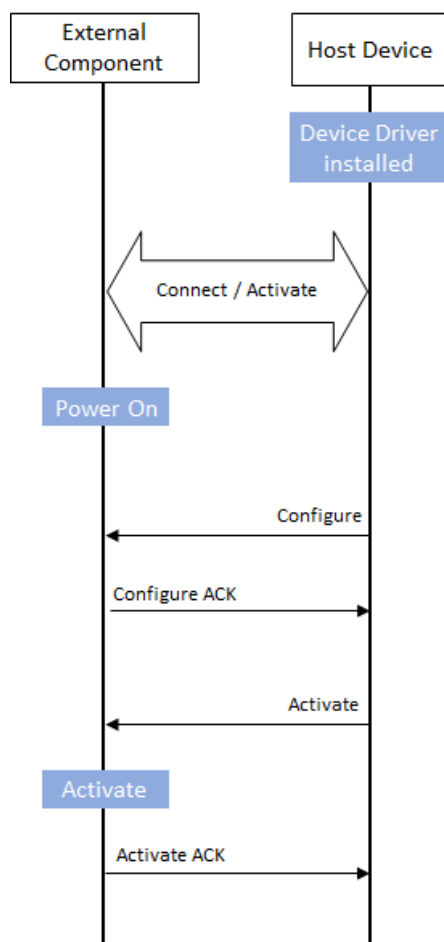 External
Component
Host Device
Device Driver
installed
Connect / Activate
Power On
Configure
Configure ACK
Activate
Activate
Activate ACK